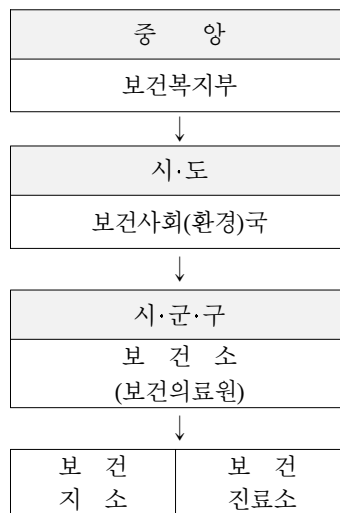 중 앙
보건복지부
↓
시·도
보건사회(환경)국
↓
시·군·구
보 건 소
(보건의료원)
↓
보 건 보 건
지 소 진료소